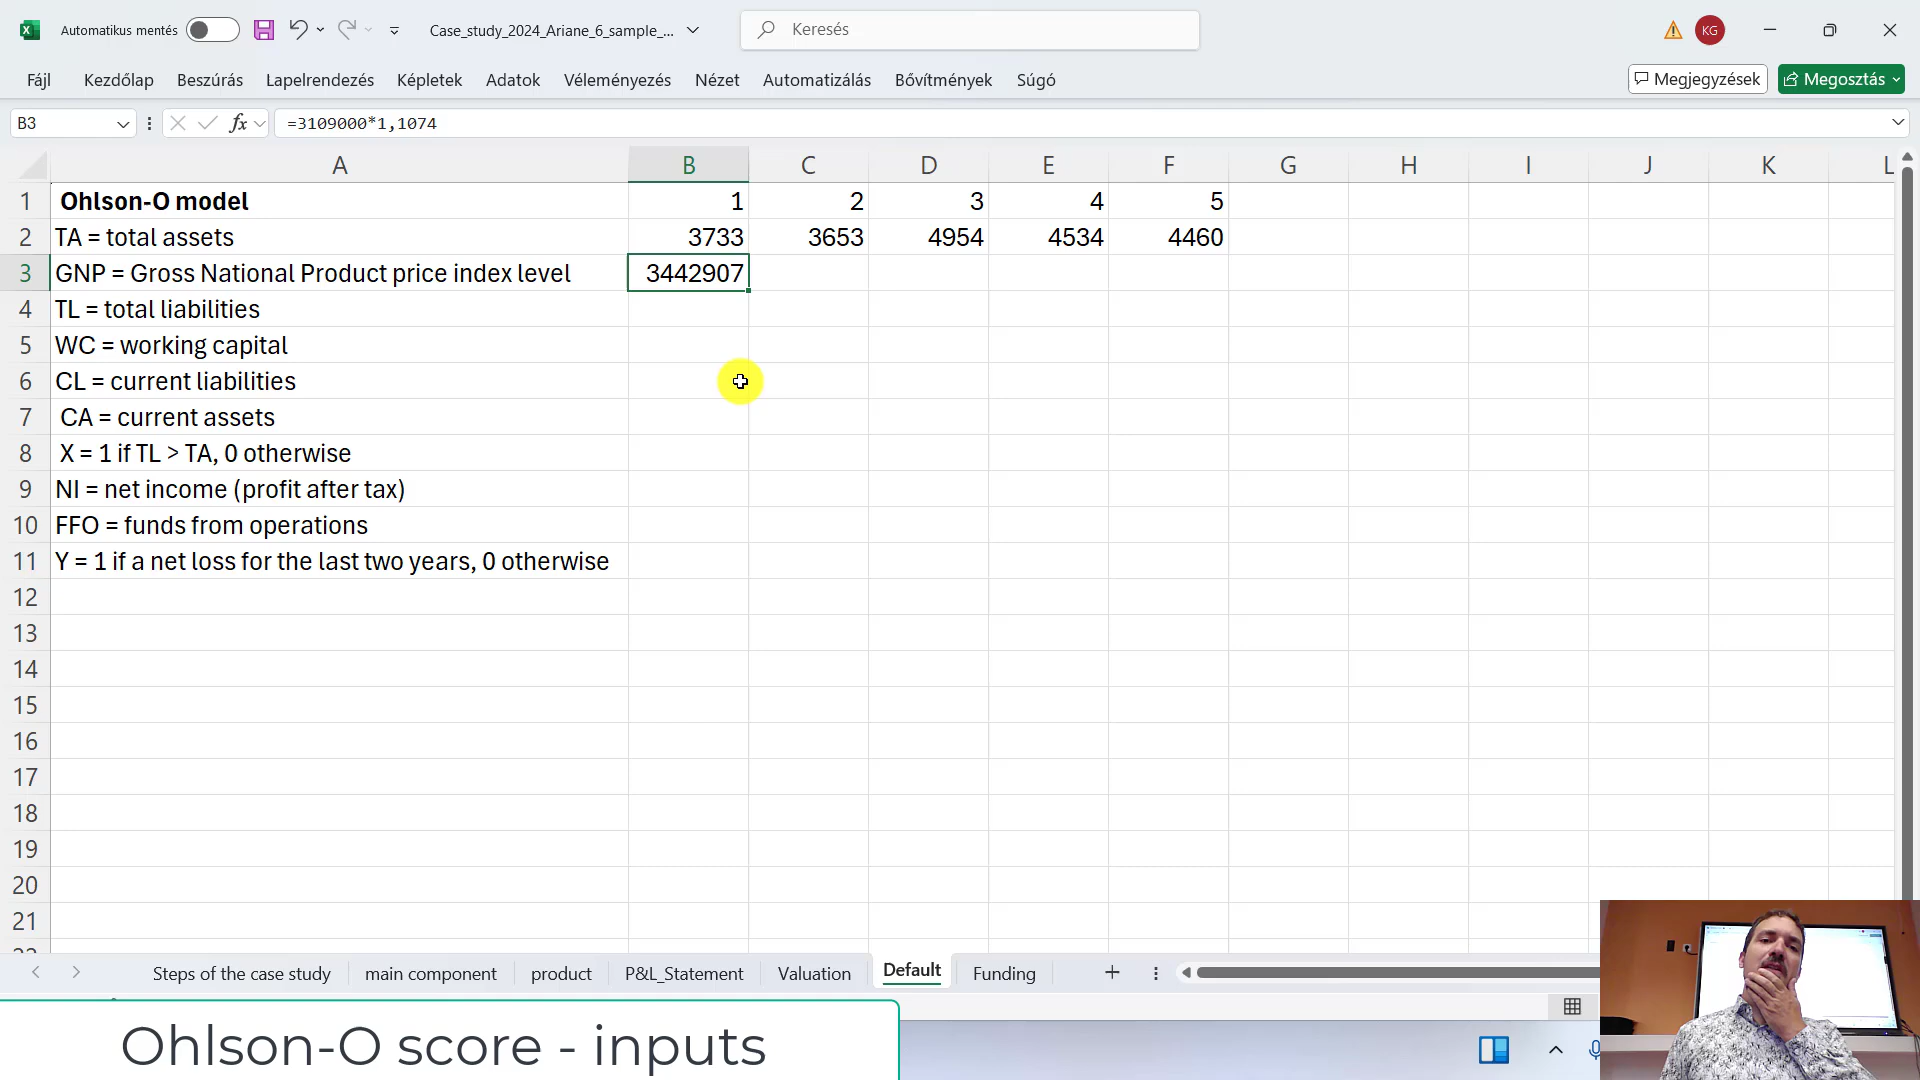 Automatikus mentés
Case_study_2024_Ariane_6_sample_...
Keresés
KG
Fájl Kezdőlap Beszúrás Lapelrendezés Képletek Adatok Véleményezés Nézet Automatizálás Bővítmények Súgó
Megjegyzések Megosztás
B3 fx =3109000*1,1074
A B C D E F G H I J K L
1 Ohlson-O model 1 2 3 4 5
2 TA = total assets 3733 3653 4954 4534 4460
3 GNP = Gross National Product price index level 3442907
4 TL = total liabilities
5 WC = working capital
6 CL = current liabilities
7 CA = current assets
8 X = 1 if TL > TA, 0 otherwise
9 NI = net income (profit after tax)
10 FFO = funds from operations
11 Y = 1 if a net loss for the last two years, 0 otherwise
12
13
14
15
16
17
18
19
20
21
22
Steps of the case study main component product P&L_Statement Valuation Default Funding
Ohlson-O score - inputs